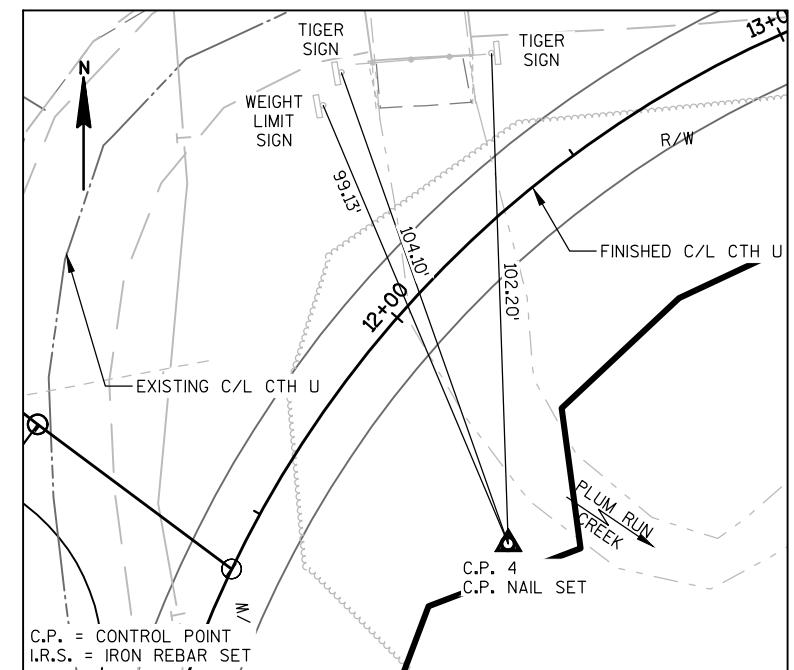 TIGER
SIGN
TIGER
SIGN
13+0
N
WEIGHT
LIMIT
SIGN
R/W
99.13'
104.10'
102.20'
FINISHED C/L CTH U
12+00
EXISTING C/L CTH U
PLUM RUN
CREEK
C.P. 4
C.P. NAIL SET
/W
C.P. = CONTROL POINT
I.R.S. = IRON REBAR SET